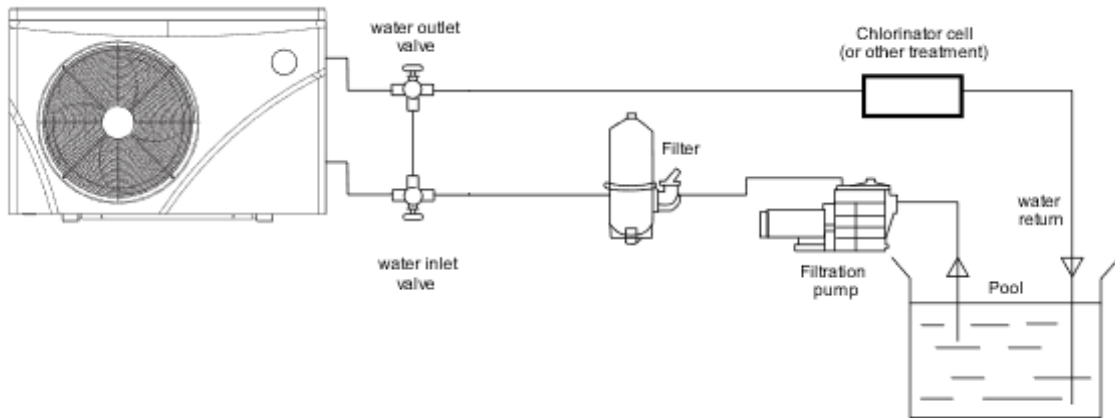 water outlet
valve
Chlorinator cell
(or other treatment)
Filter
water
return
water inlet
valve
Filtration
pump
Pool